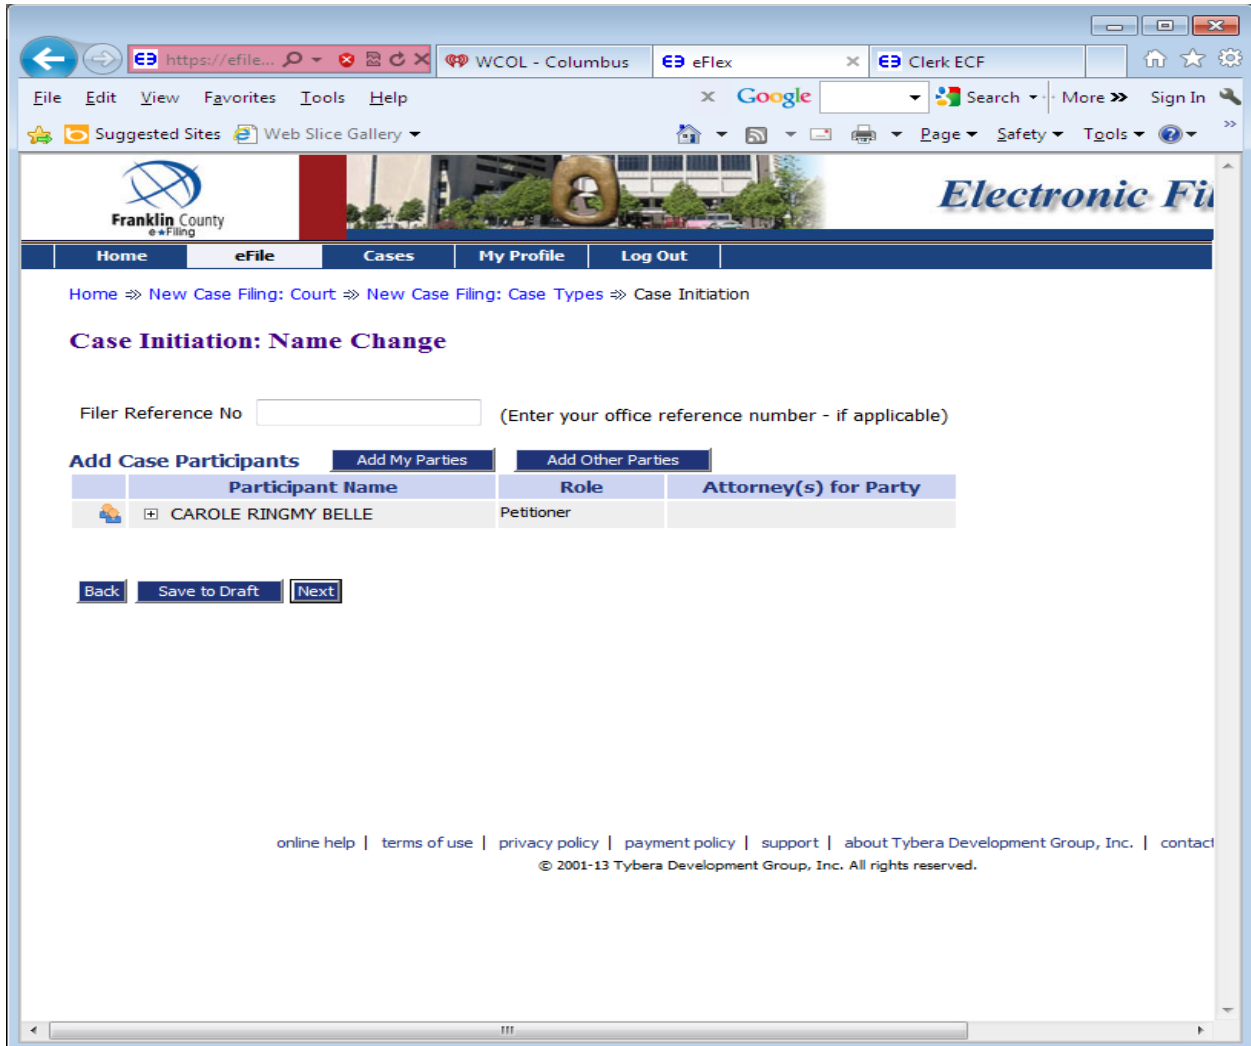 https://efile...
WCOL - Columbus
eFlex
Clerk ECF
File Edit View Favorites Tools Help
x Google Search More >> Sign In
Suggested Sites Web Slice Gallery Page Safety Tools
Franklin County
e★Filing
Electronic Fil
Home eFile Cases My Profile Log Out
Home ⇒ New Case Filing: Court ⇒ New Case Filing: Case Types ⇒ Case Initiation
Case Initiation: Name Change
Filer Reference No (Enter your office reference number - if applicable)
Add Case Participants Add My Parties Add Other Parties
Participant Name Role Attorney(s) for Party
CAROLE RINGMY BELLE Petitioner
Back Save to Draft Next
online help | terms of use | privacy policy | payment policy | support | about Tybera Development Group, Inc. | contact
© 2001-13 Tybera Development Group, Inc. All rights reserved.